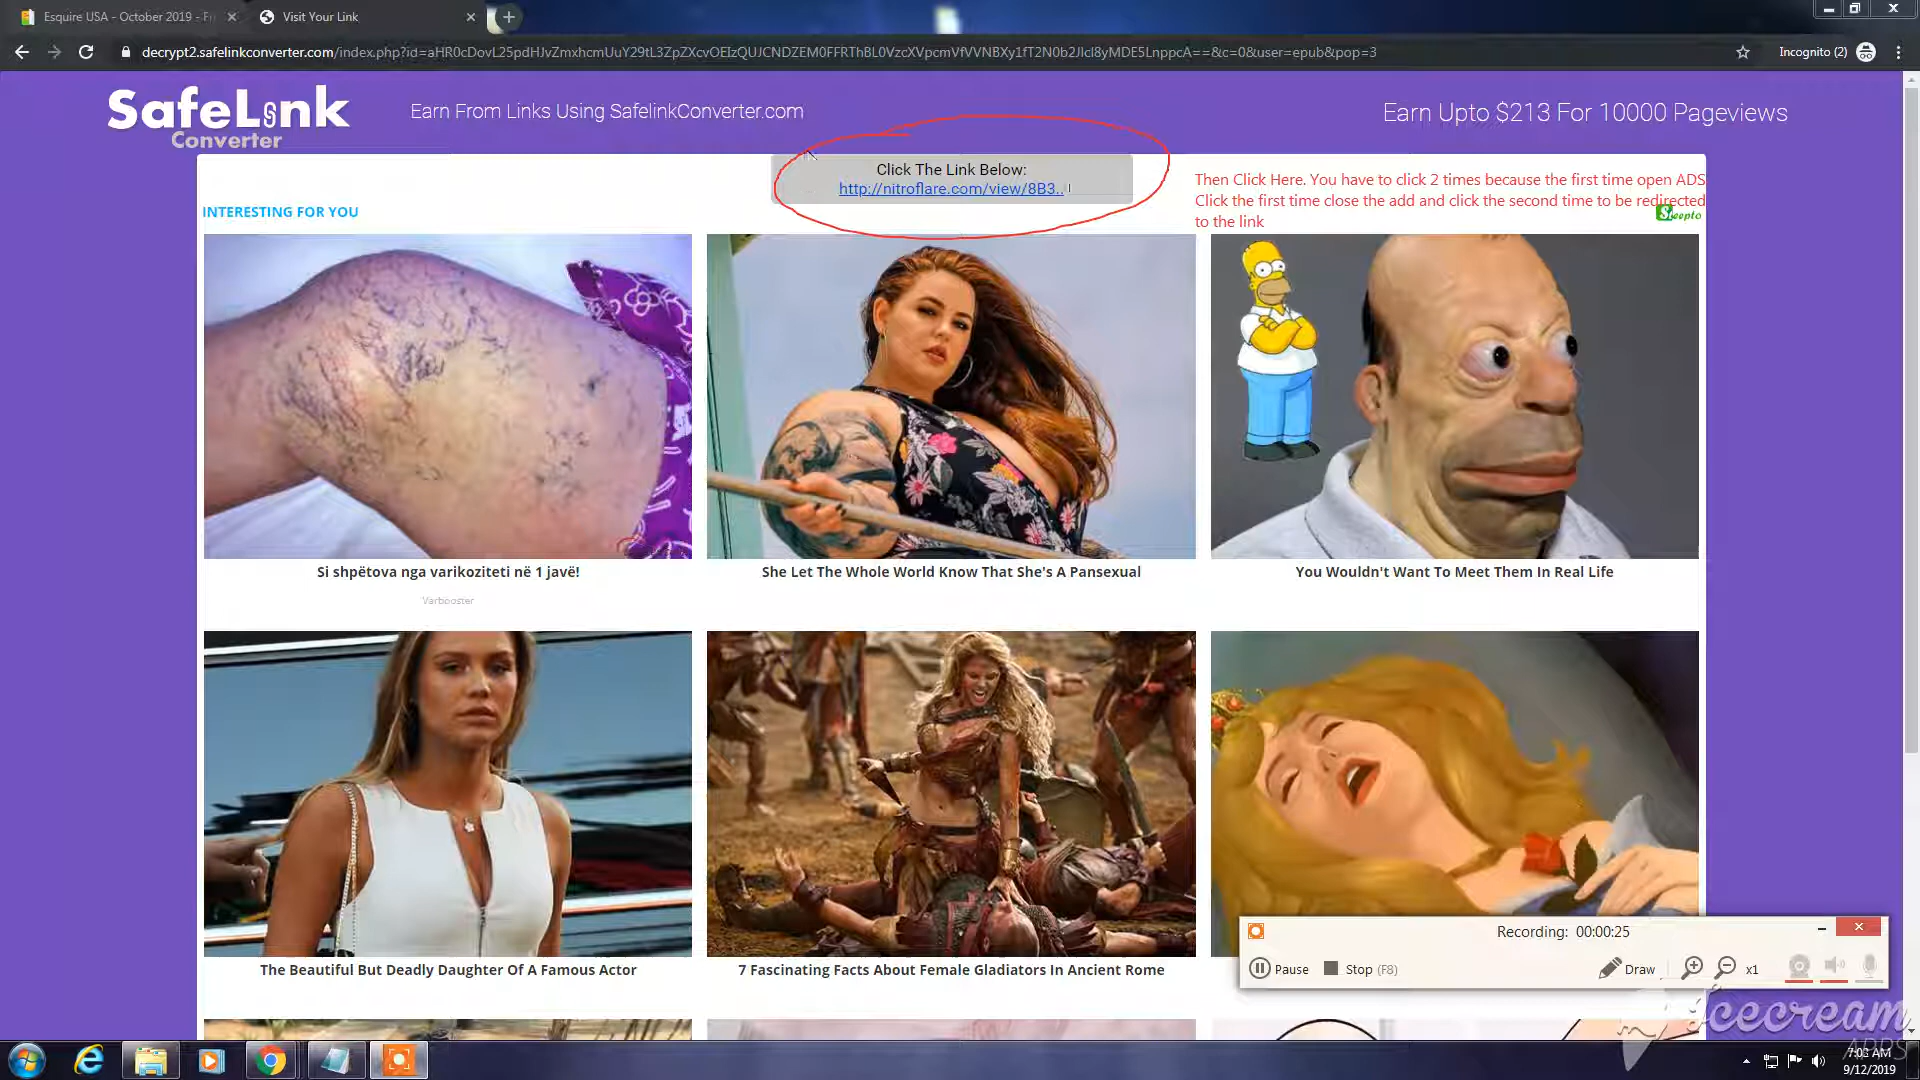 Esquire USA - October 2019 - Fr
Visit Your Link
decrypt2.safelinkconverter.com/index.php?id=aHR0cDovL25pdHJvZmxhcmUuY29tL3ZpZXcvOEIzQUJCNDZEM0FFRThBL0VzcXVpcmVfVVNBXy1fT2N0b2Jlcl8yMDE5LnppcA==&c=0&user=epub&pop=3
Incognito (2)
SafeLink
Converter
Earn From Links Using SafelinkConverter.com
Earn Upto $213 For 10000 Pageviews
Click The Link Below:
http://nitroflare.com/view/8B3..
Then Click Here. You have to click 2 times because the first time open ADS
Click the first time close the add and click the second time to be redirected
to the link
INTERESTING FOR YOU
Si shpëtova nga varikoziteti në 1 javë!
Varbooster
She Let The Whole World Know That She's A Pansexual
You Wouldn't Want To Meet Them In Real Life
The Beautiful But Deadly Daughter Of A Famous Actor
7 Fascinating Facts About Female Gladiators In Ancient Rome
Recording: 00:00:25
Pause
Stop (F8)
Draw
x1
Icecream
APPS
7:03 AM
9/12/2019